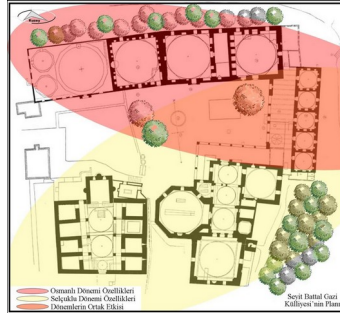 Osmanlı Dönemi Özellikleri
Selçuklu Dönemi Özellikleri
Dönemlerin Ortak Etkisi
Seyit Battal Gazi
Külliyesi'nin Planı